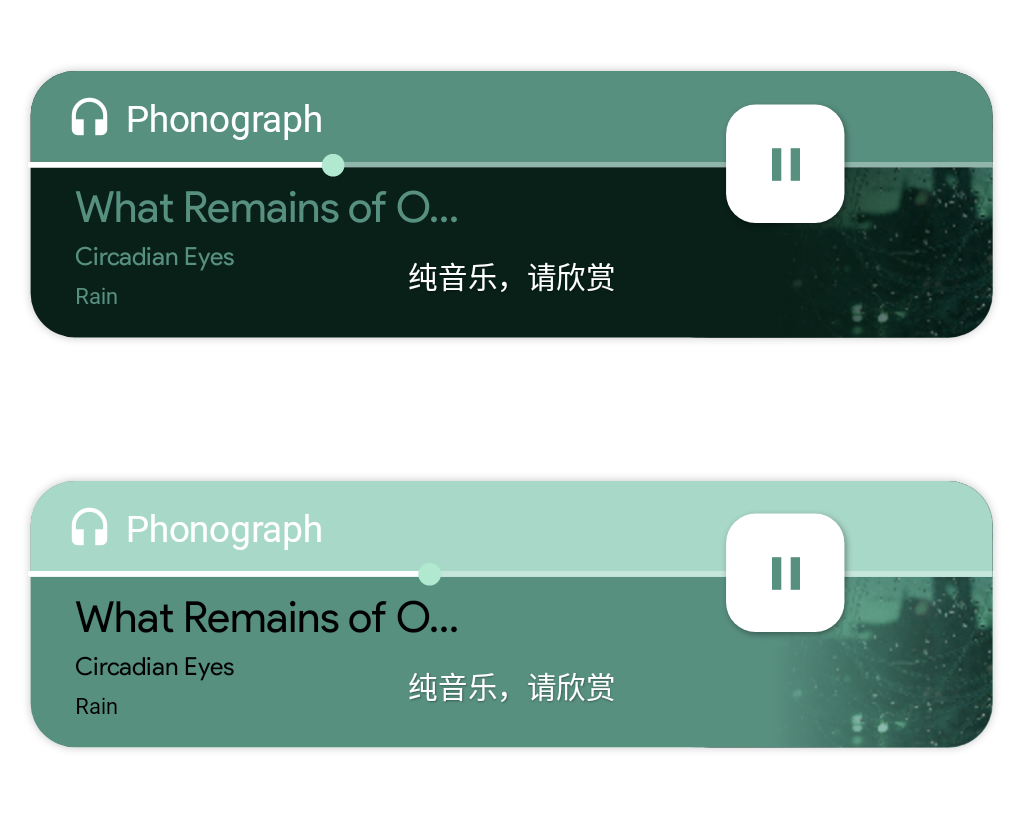 Phonograph
What Remains of O...
Circadian Eyes
纯音乐，请欣赏
Rain
Phonograph
What Remains of O...
Circadian Eyes
纯音乐，请欣赏
Rain